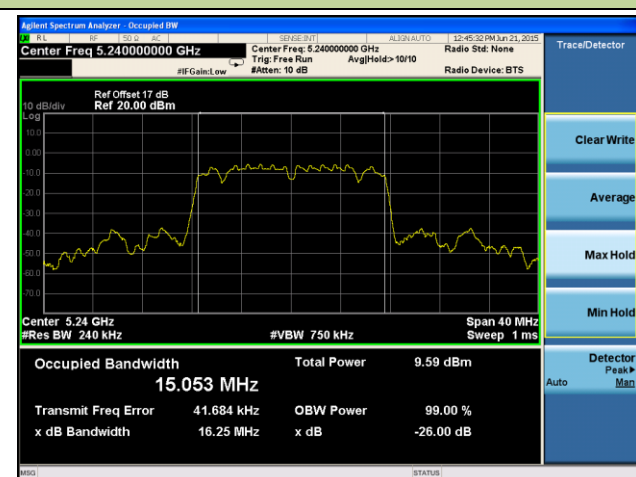 Agilent Spectrum Analyzer - Occupied BW
RL RF 50 Ω AC SENSE:INT ALIGN AUTO 12:45:32 PM Jun 21, 2015
Center Freq 5.240000000 GHz Center Freq: 5.240000000 GHz Radio Std: None Trace/Detector
Trig: Free Run Avg|Hold:> 10/10
#IFGain:Low #Atten: 10 dB Radio Device: BTS
Ref Offset 17 dB
10 dB/div Ref 20.00 dBm
Log
10.0
0.00
-10.0
-20.0
-30.0
-40.0
-50.0
-60.0
-70.0
Clear Write
Average
Max Hold
Min Hold
Center 5.24 GHz Span 40 MHz
#Res BW 240 kHz #VBW 750 kHz Sweep 1 ms
Occupied Bandwidth Total Power 9.59 dBm
15.053 MHz
Transmit Freq Error 41.684 kHz OBW Power 99.00 %
x dB Bandwidth 16.25 MHz x dB -26.00 dB
Detector
Peak▶
Auto Man
MSG STATUS